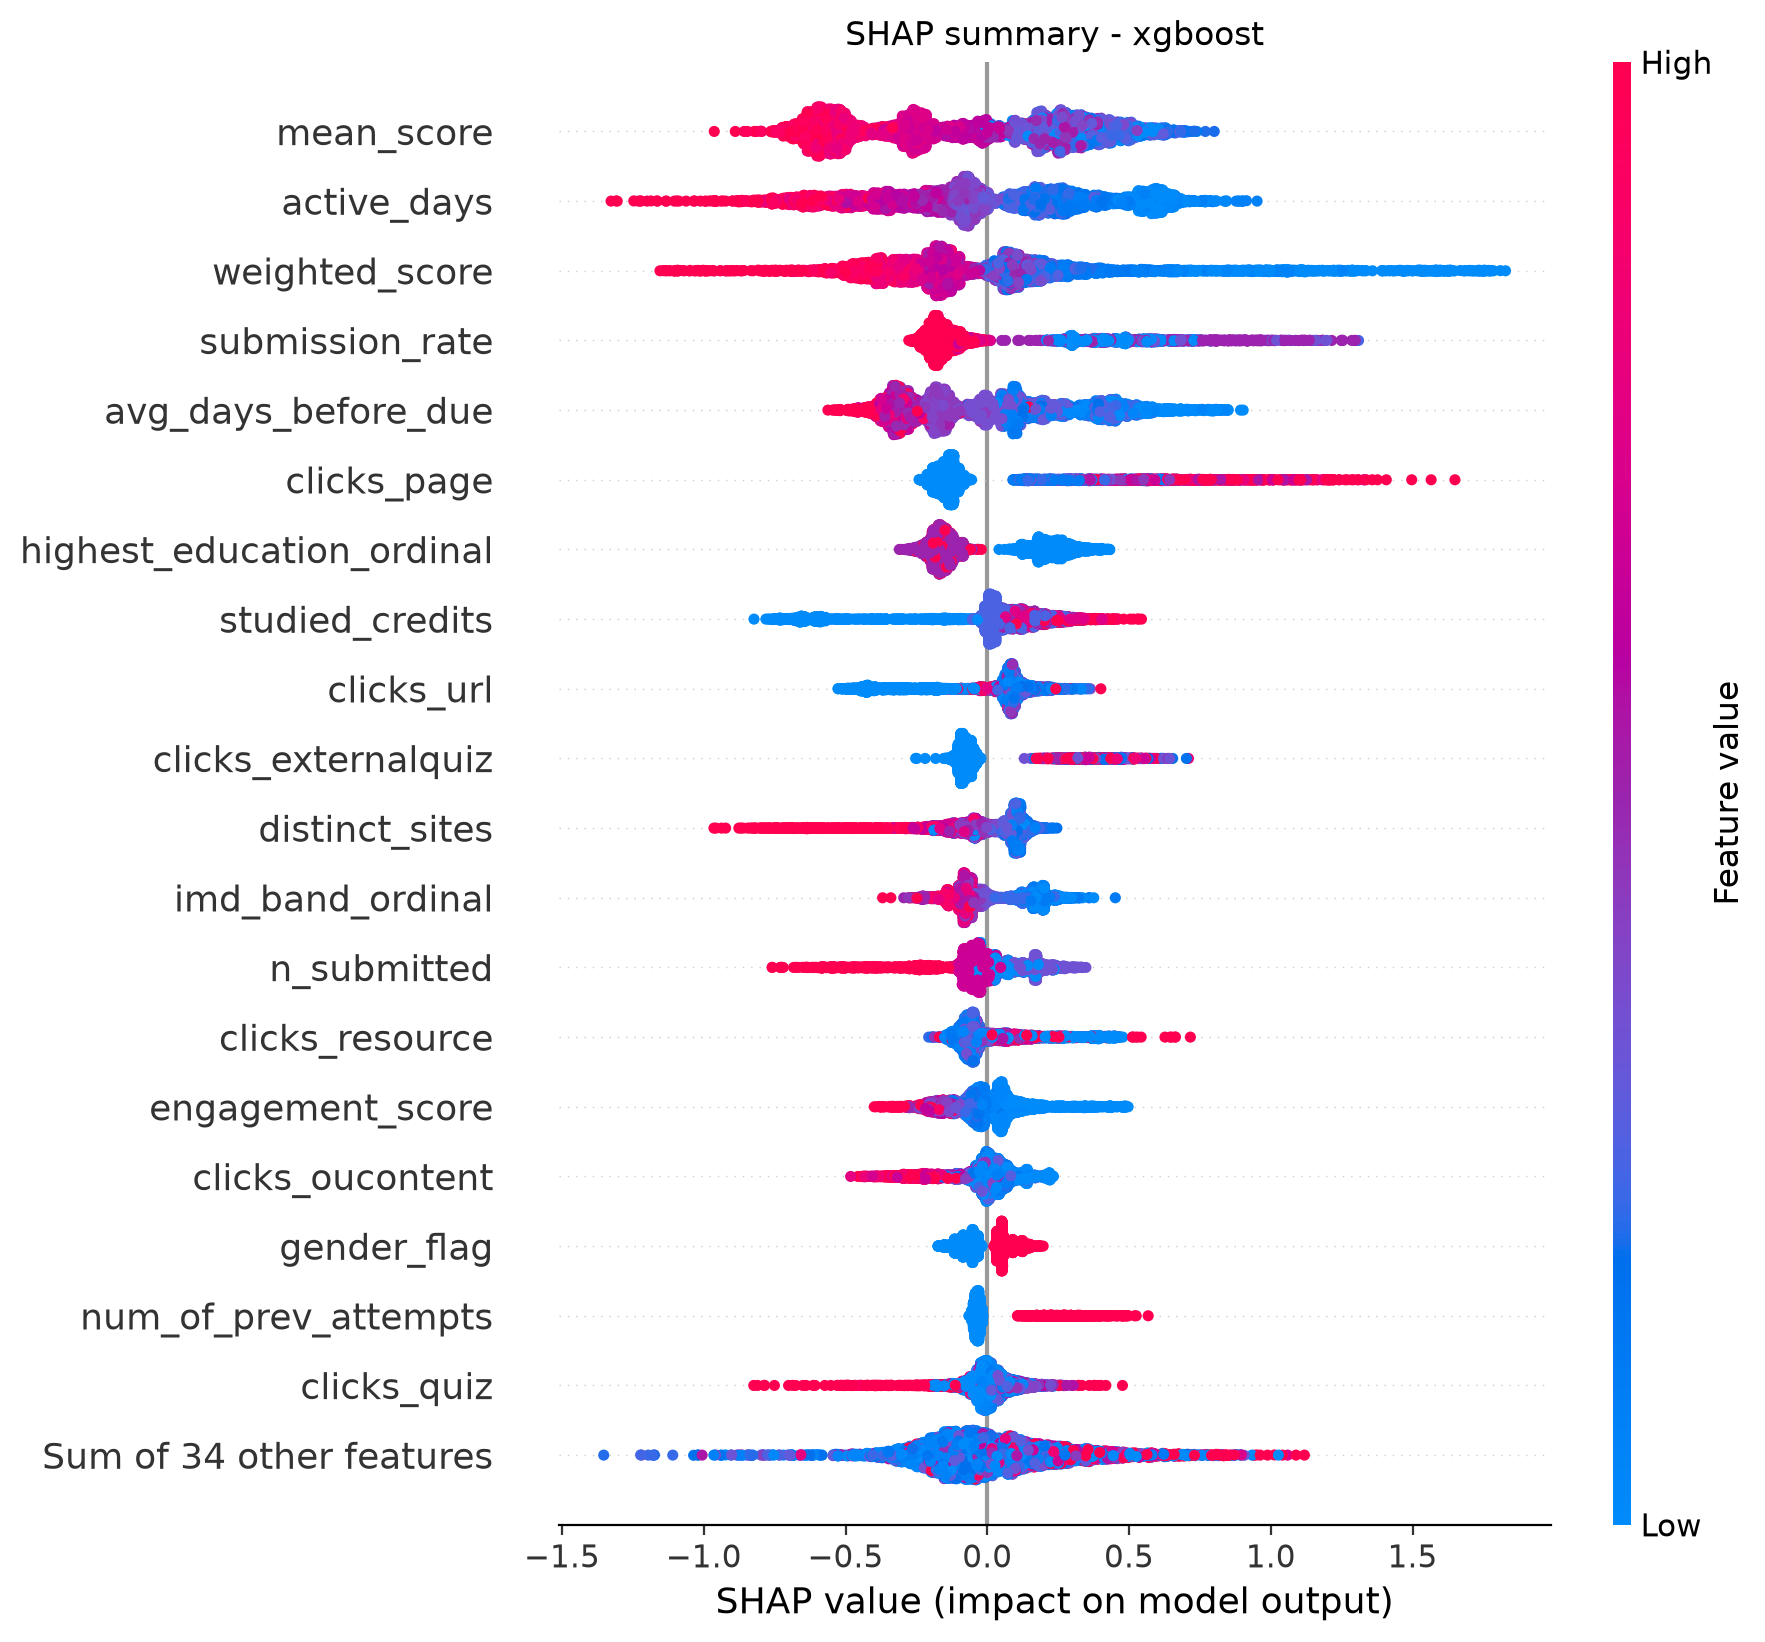 SHAP summary - xgboost
High
mean_score
active_days
weighted_score
submission_rate
avg_days_before_due
clicks_page
highest_education_ordinal
studied_credits
clicks_url
clicks_externalquiz
distinct_sites
imd_band_ordinal
n_submitted
clicks_resource
engagement_score
clicks_oucontent
gender_flag
num_of_prev_attempts
clicks_quiz
Sum of 34 other features
Feature value
Low
−1.5 −1.0 −0.5 0.0 0.5 1.0 1.5
SHAP value (impact on model output)